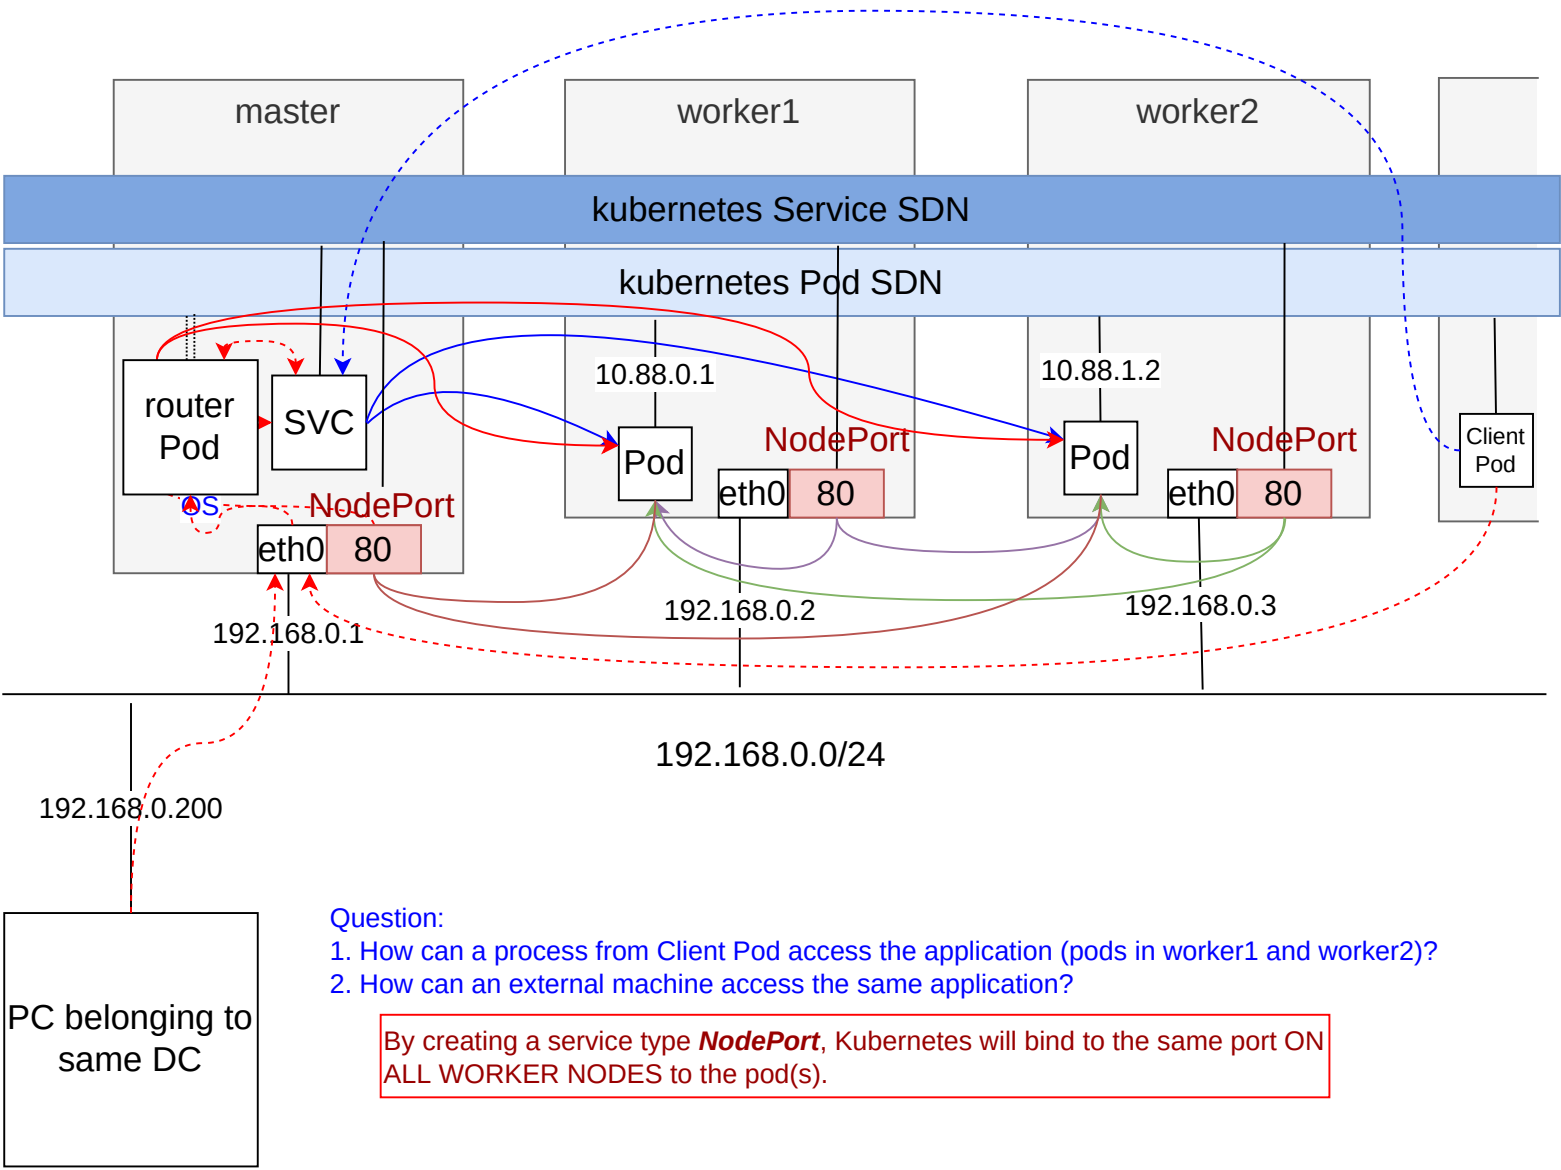 master
worker1
worker2
kubernetes Service SDN
kubernetes Pod SDN
10.88.0.1
10.88.1.2
router
Pod
SVC
Pod
NodePort
Pod
NodePort
Client
Pod
OS
NodePort
eth0
80
eth0
80
eth0
80
192.168.0.1
192.168.0.2
192.168.0.3
192.168.0.0/24
192.168.0.200
PC belonging to
same DC
Question:
1. How can a process from Client Pod access the application (pods in worker1 and worker2)?
2. How can an external machine access the same application?
By creating a service type NodePort, Kubernetes will bind to the same port ON
ALL WORKER NODES to the pod(s).